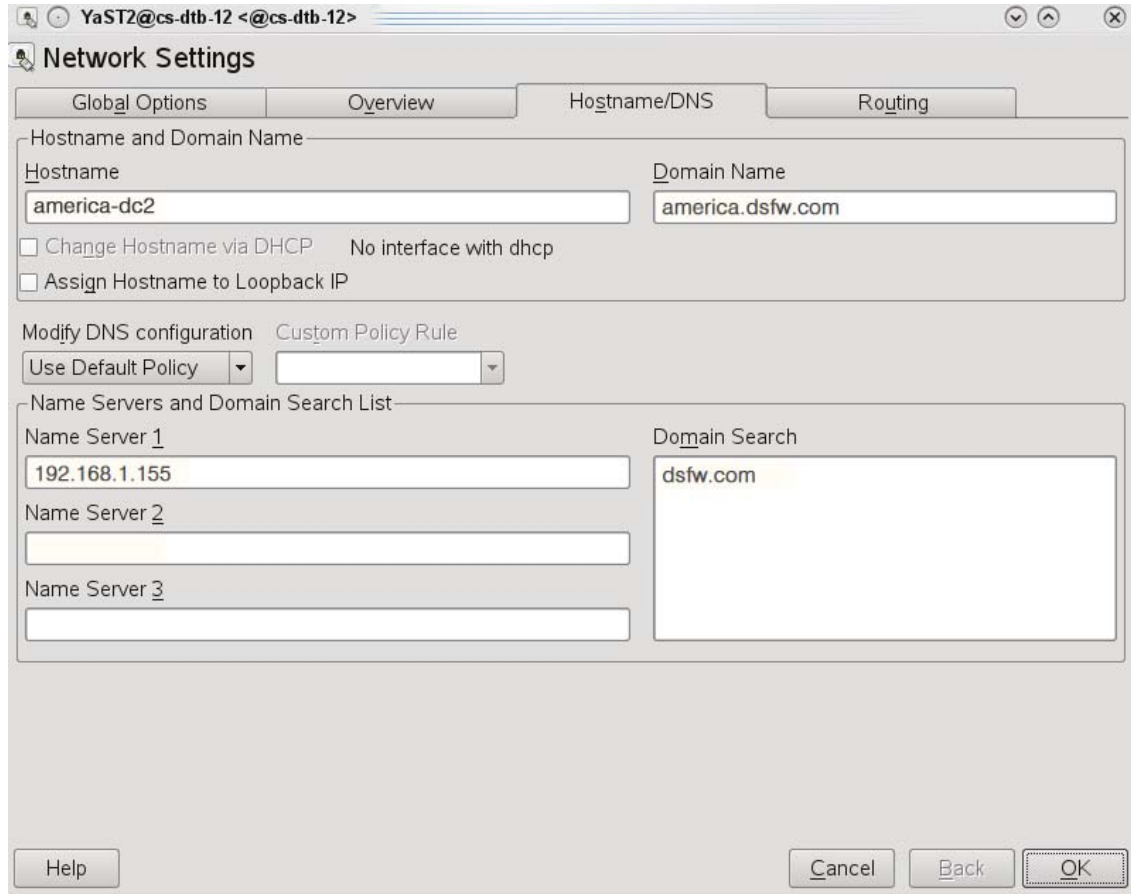 YaST2@cs-dtb-12 <@cs-dtb-12>
Network Settings
Global Options Overview Hostname/DNS Routing
Hostname and Domain Name
Hostname Domain Name
america-dc2 america.dsfw.com
Change Hostname via DHCP No interface with dhcp
Assign Hostname to Loopback IP
Modify DNS configuration Custom Policy Rule
Use Default Policy
Name Servers and Domain Search List
Name Server 1 Domain Search
192.168.1.155 dsfw.com
Name Server 2
Name Server 3
Help Cancel Back OK